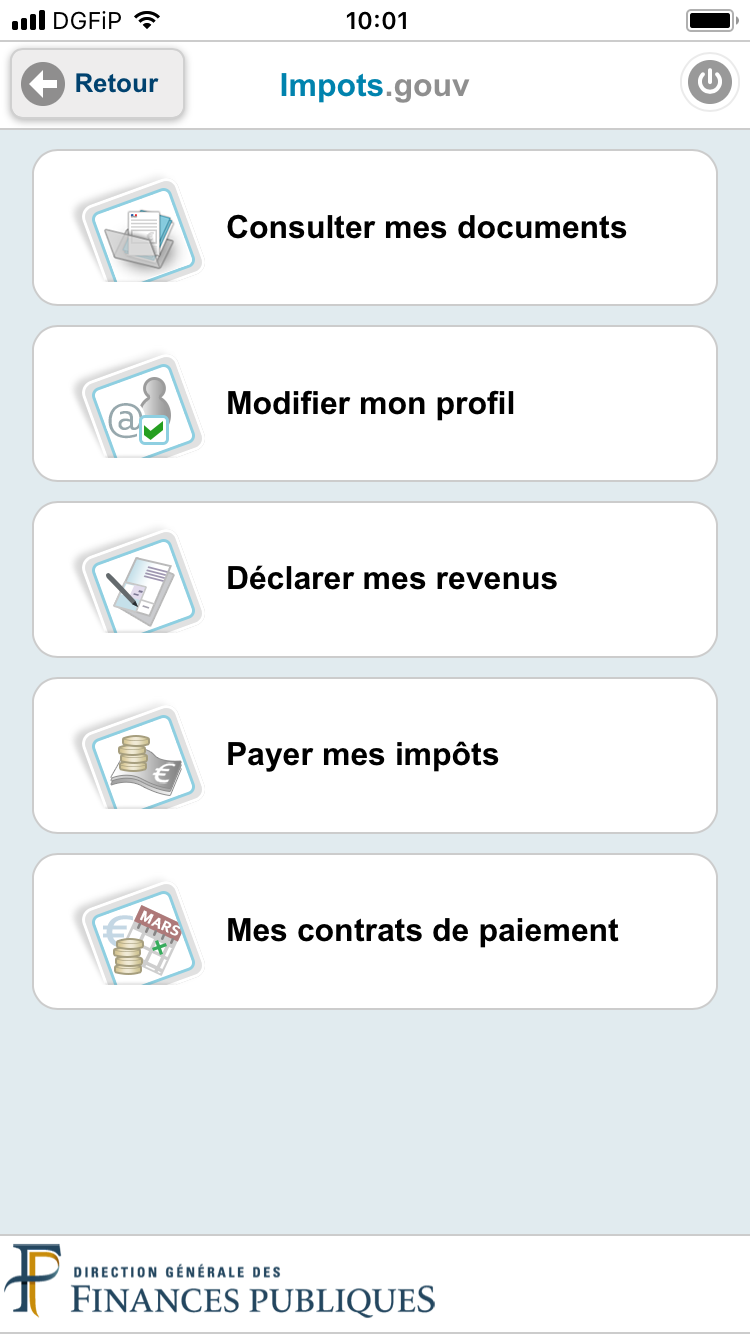 DGFiP 10:01
Retour Impots.gouv
Consulter mes documents
@
Modifier mon profil
Déclarer mes revenus
€
Payer mes impôts
€ MARS
Mes contrats de paiement
DIRECTION GÉNÉRALE DES
FINANCES PUBLIQUES